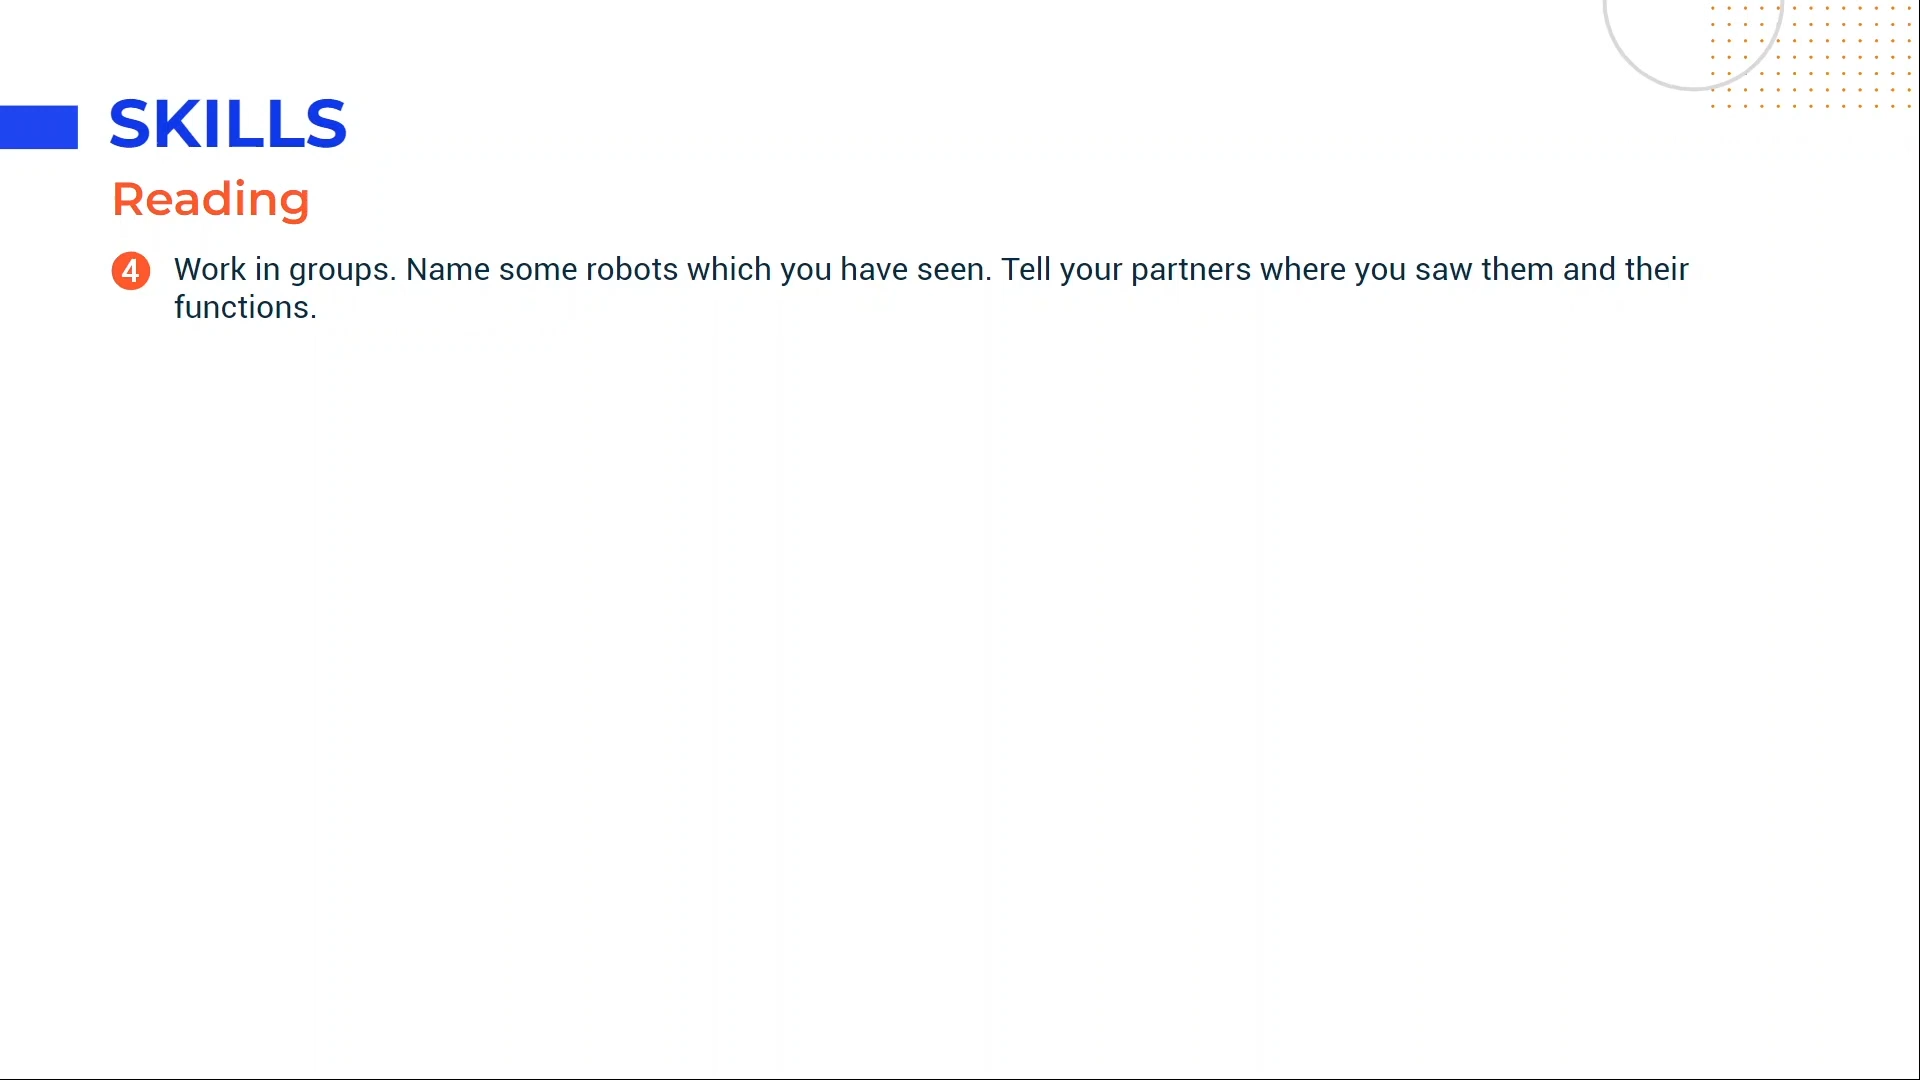 SKILLS
Reading
4 Work in groups. Name some robots which you have seen. Tell your partners where you saw them and their
functions.